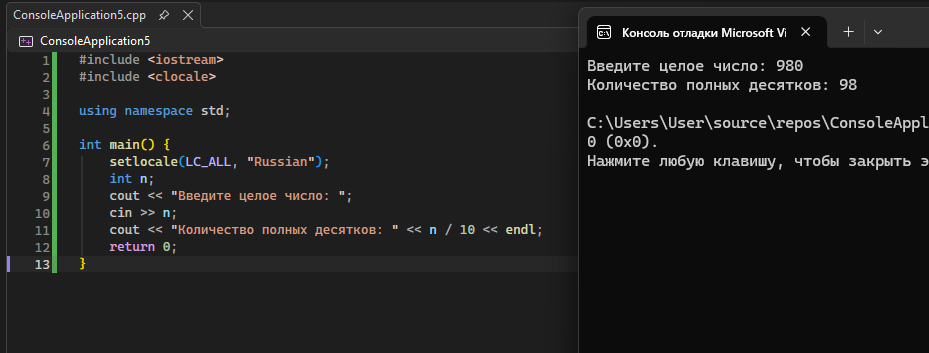 ConsoleApplication5.cpp
ConsoleApplication5
1 #include <iostream>
2 #include <clocale>
3
4 using namespace std;
5
6 int main() {
7 setlocale(LC_ALL, "Russian");
8 int n;
9 cout << "Введите целое число: ";
10 cin >> n;
11 cout << "Количество полных десятков: " << n / 10 << endl;
12 return 0;
13 }
Консоль отладки Microsoft Vi
Введите целое число: 980
Количество полных десятков: 98
C:\Users\User\source\repos\ConsoleAppl
0 (0x0).
Нажмите любую клавишу, чтобы закрыть э